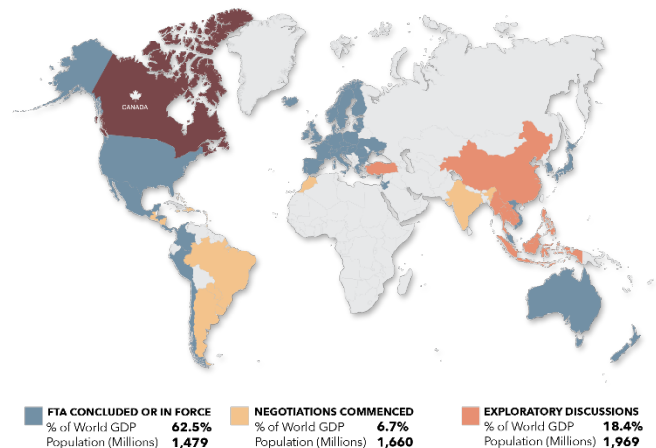 CANADA
FTA CONCLUDED OR IN FORCE
% of World GDP 62.5%
Population (Millions) 1,479
NEGOTIATIONS COMMENCED
% of World GDP 6.7%
Population (Millions) 1,660
EXPLORATORY DISCUSSIONS
% of World GDP 18.4%
Population (Millions) 1,969